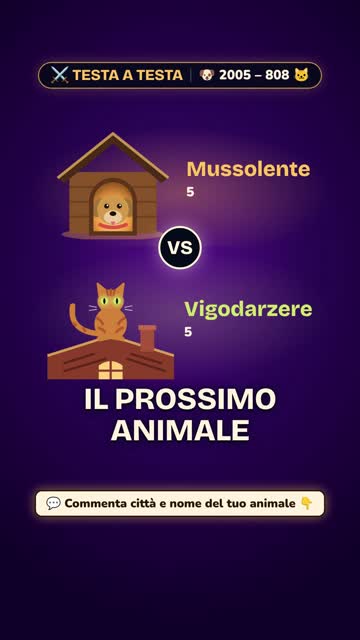 ⚔️ TESTA A TESTA | 🐶 2005 – 808 🐱
Mussolente
5
VS
Vigodarzere
5
IL PROSSIMO
ANIMALE
💬 Commenta città e nome del tuo animale 👇